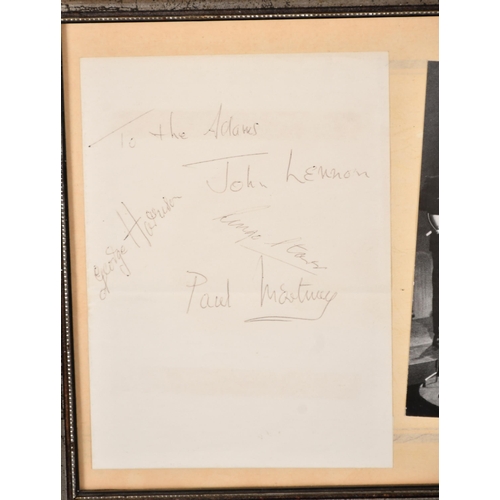 To the Adams
John Lennon
George Harrison
Ringo Starr
Paul McCartney